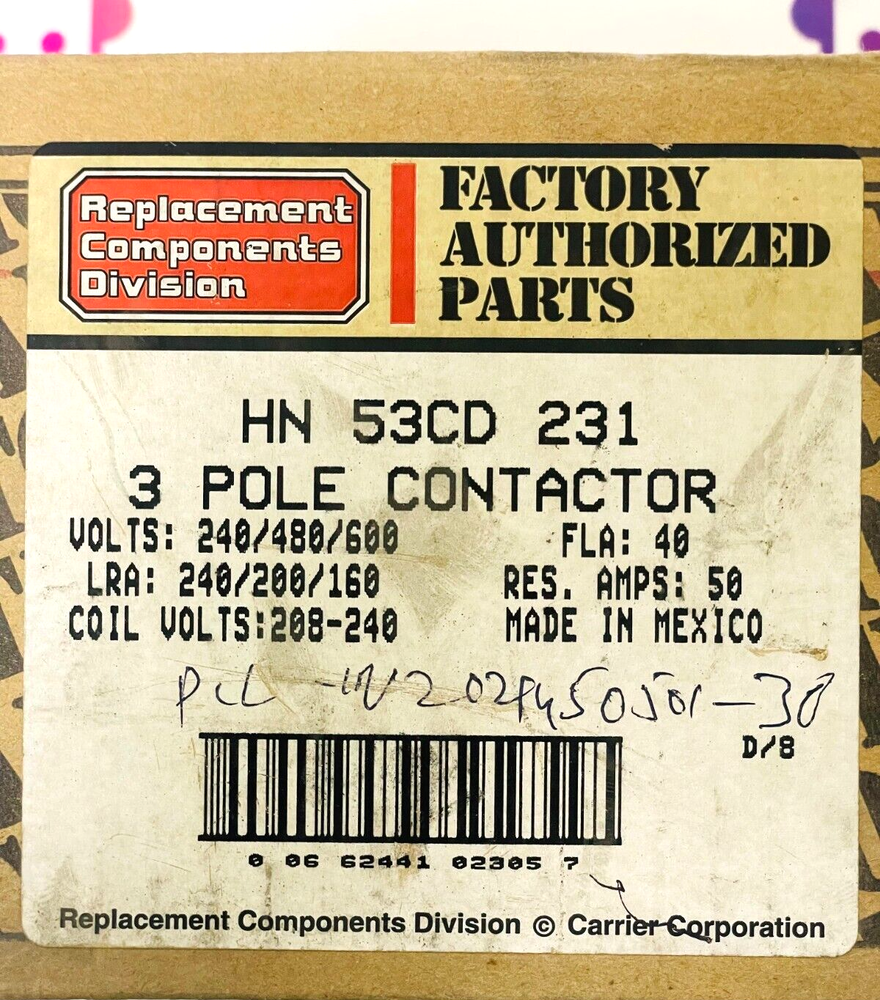 Replacement
Components
Division
FACTORY
AUTHORIZED
PARTS
HN 53CD 231
3 POLE CONTACTOR
VOLTS: 240/480/600 FLA: 40
LRA: 240/200/160 RES. AMPS: 50
COIL VOLTS:208-240 MADE IN MEXICO
D/8
0 06 62441 02305 7
Replacement Components Division © Carrier Corporation